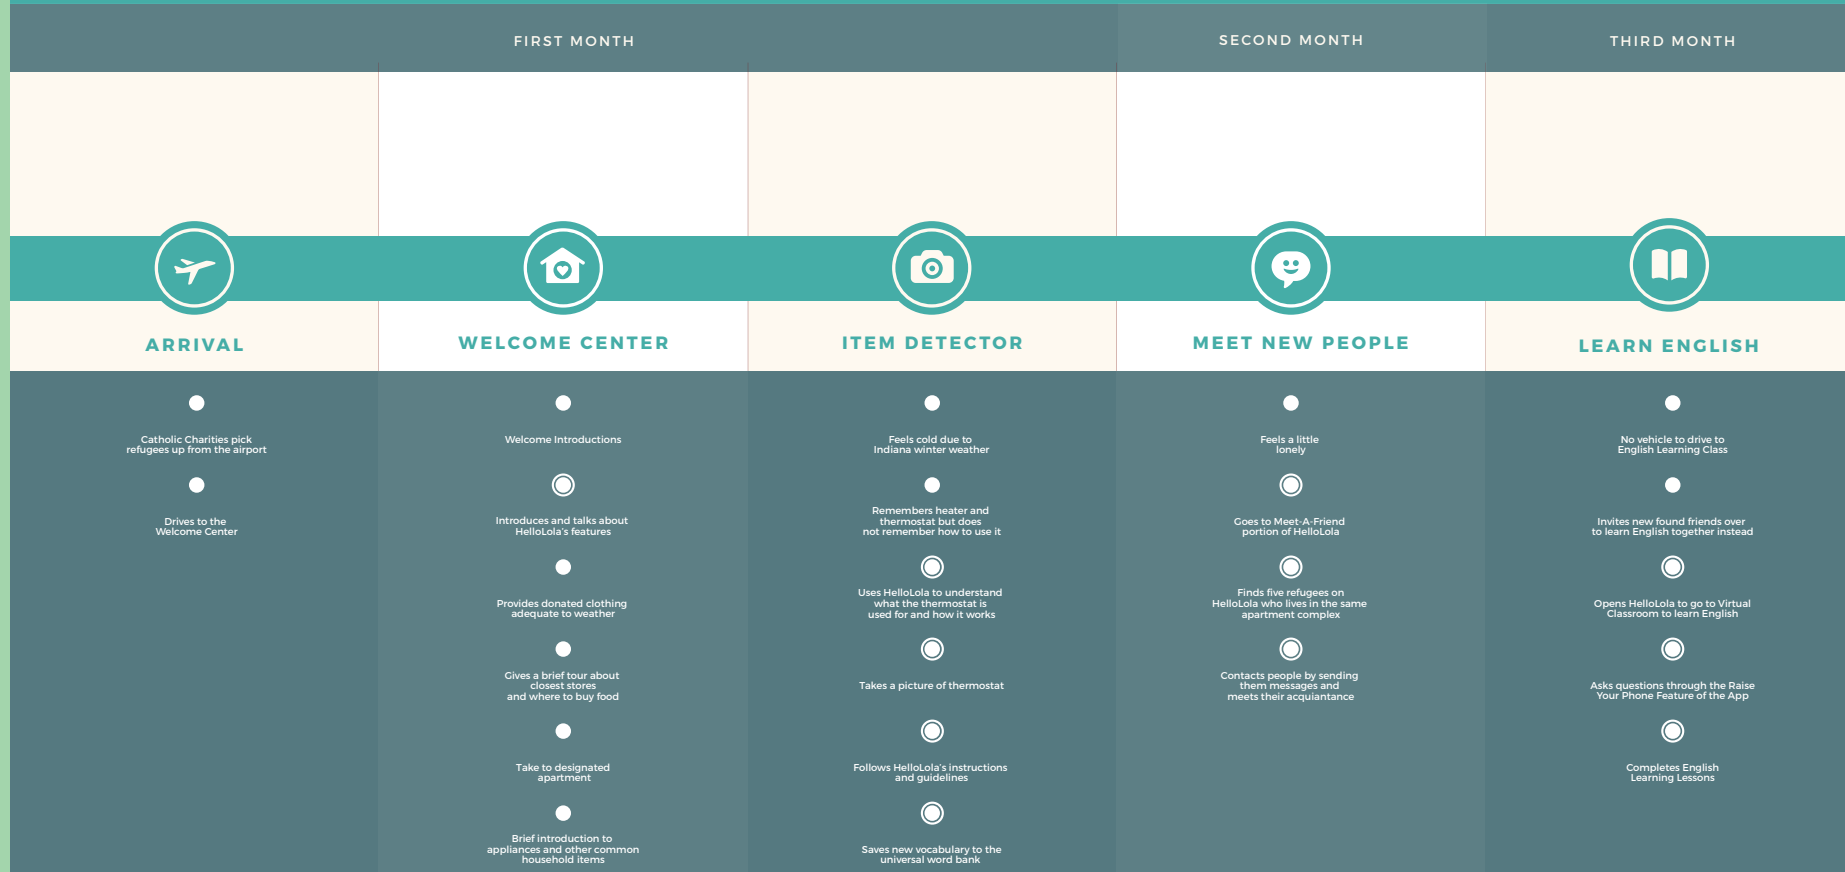 FIRST MONTH
SECOND MONTH
THIRD MONTH
ARRIVAL
Catholic Charities pick
refugees up from the airport
Drives to the
Welcome Center
WELCOME CENTER
Welcome Introductions
Introduces and talks about
HelloLola's features
Provides donated clothing
adequate to weather
Gives a brief tour about
closest stores
and where to buy food
Take to designated
apartment
Brief introduction to
appliances and other common
household items
ITEM DETECTOR
Feels cold due to
Indiana winter weather
Remembers heater and
thermostat but does
not remember how to use it
Uses HelloLola to understand
what the thermostat is
used for and how it works
Takes a picture of thermostat
Follows HelloLola's instructions
and guidelines
Saves new vocabulary to the
universal word bank
MEET NEW PEOPLE
Feels a little
lonely
Goes to Meet-A-Friend
portion of HelloLola
Finds five refugees on
HelloLola who lives in the same
apartment complex
Contacts people by sending
them messages and
meets their acquiantance
LEARN ENGLISH
No vehicle to drive to
English Learning Class
Invites new found friends over
to learn English together instead
Opens HelloLola to go to Virtual
Classroom to learn English
Asks questions through the Raise
Your Phone Feature of the App
Completes English
Learning Lessons